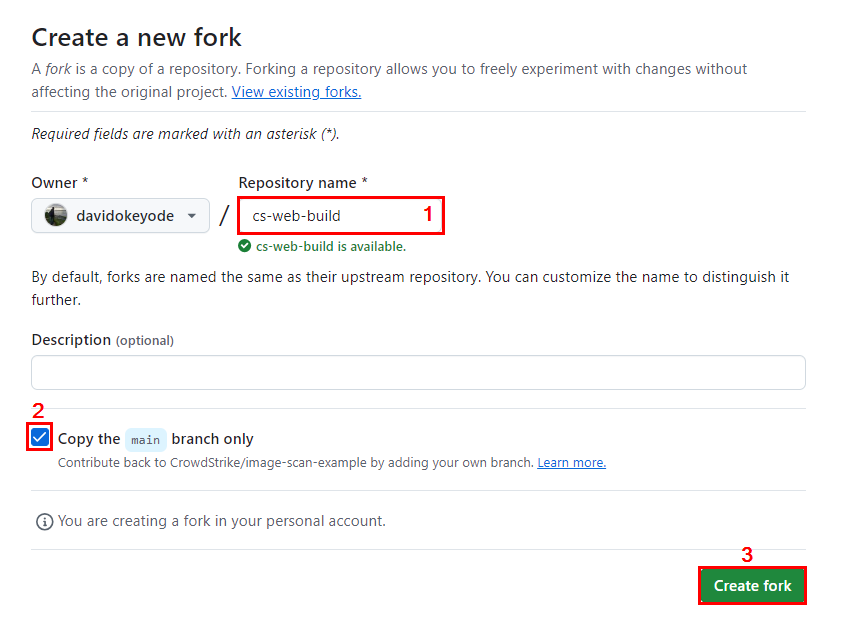 Create a new fork
A fork is a copy of a repository. Forking a repository allows you to freely experiment with changes without
affecting the original project. View existing forks.
Required fields are marked with an asterisk (*).
Owner *
Repository name *
davidokeyode
/
cs-web-build
1
cs-web-build is available.
By default, forks are named the same as their upstream repository. You can customize the name to distinguish it
further.
Description (optional)
2
Copy the main branch only
Contribute back to CrowdStrike/image-scan-example by adding your own branch. Learn more.
You are creating a fork in your personal account.
3
Create fork